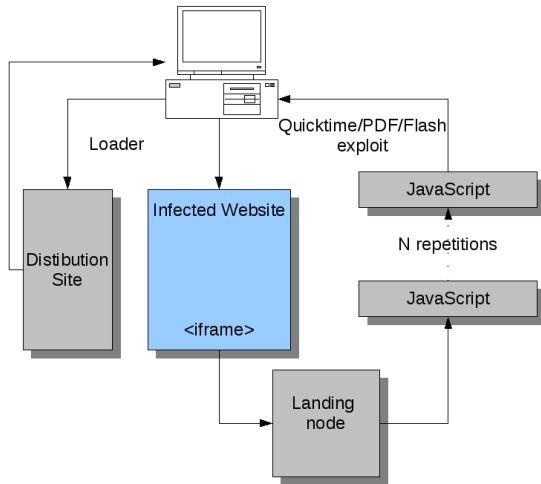 Quicktime/PDF/Flash
exploit
Loader
JavaScript
Infected Website
N repetitions
Distibution
Site
JavaScript
<iframe>
Landing
node